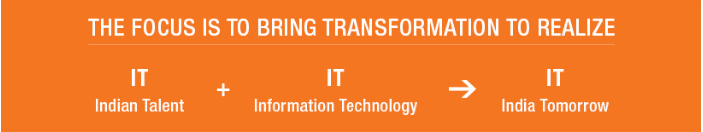 THE FOCUS IS TO BRING TRANSFORMATION TO REALIZE
IT + IT → IT
Indian Talent Information Technology India Tomorrow